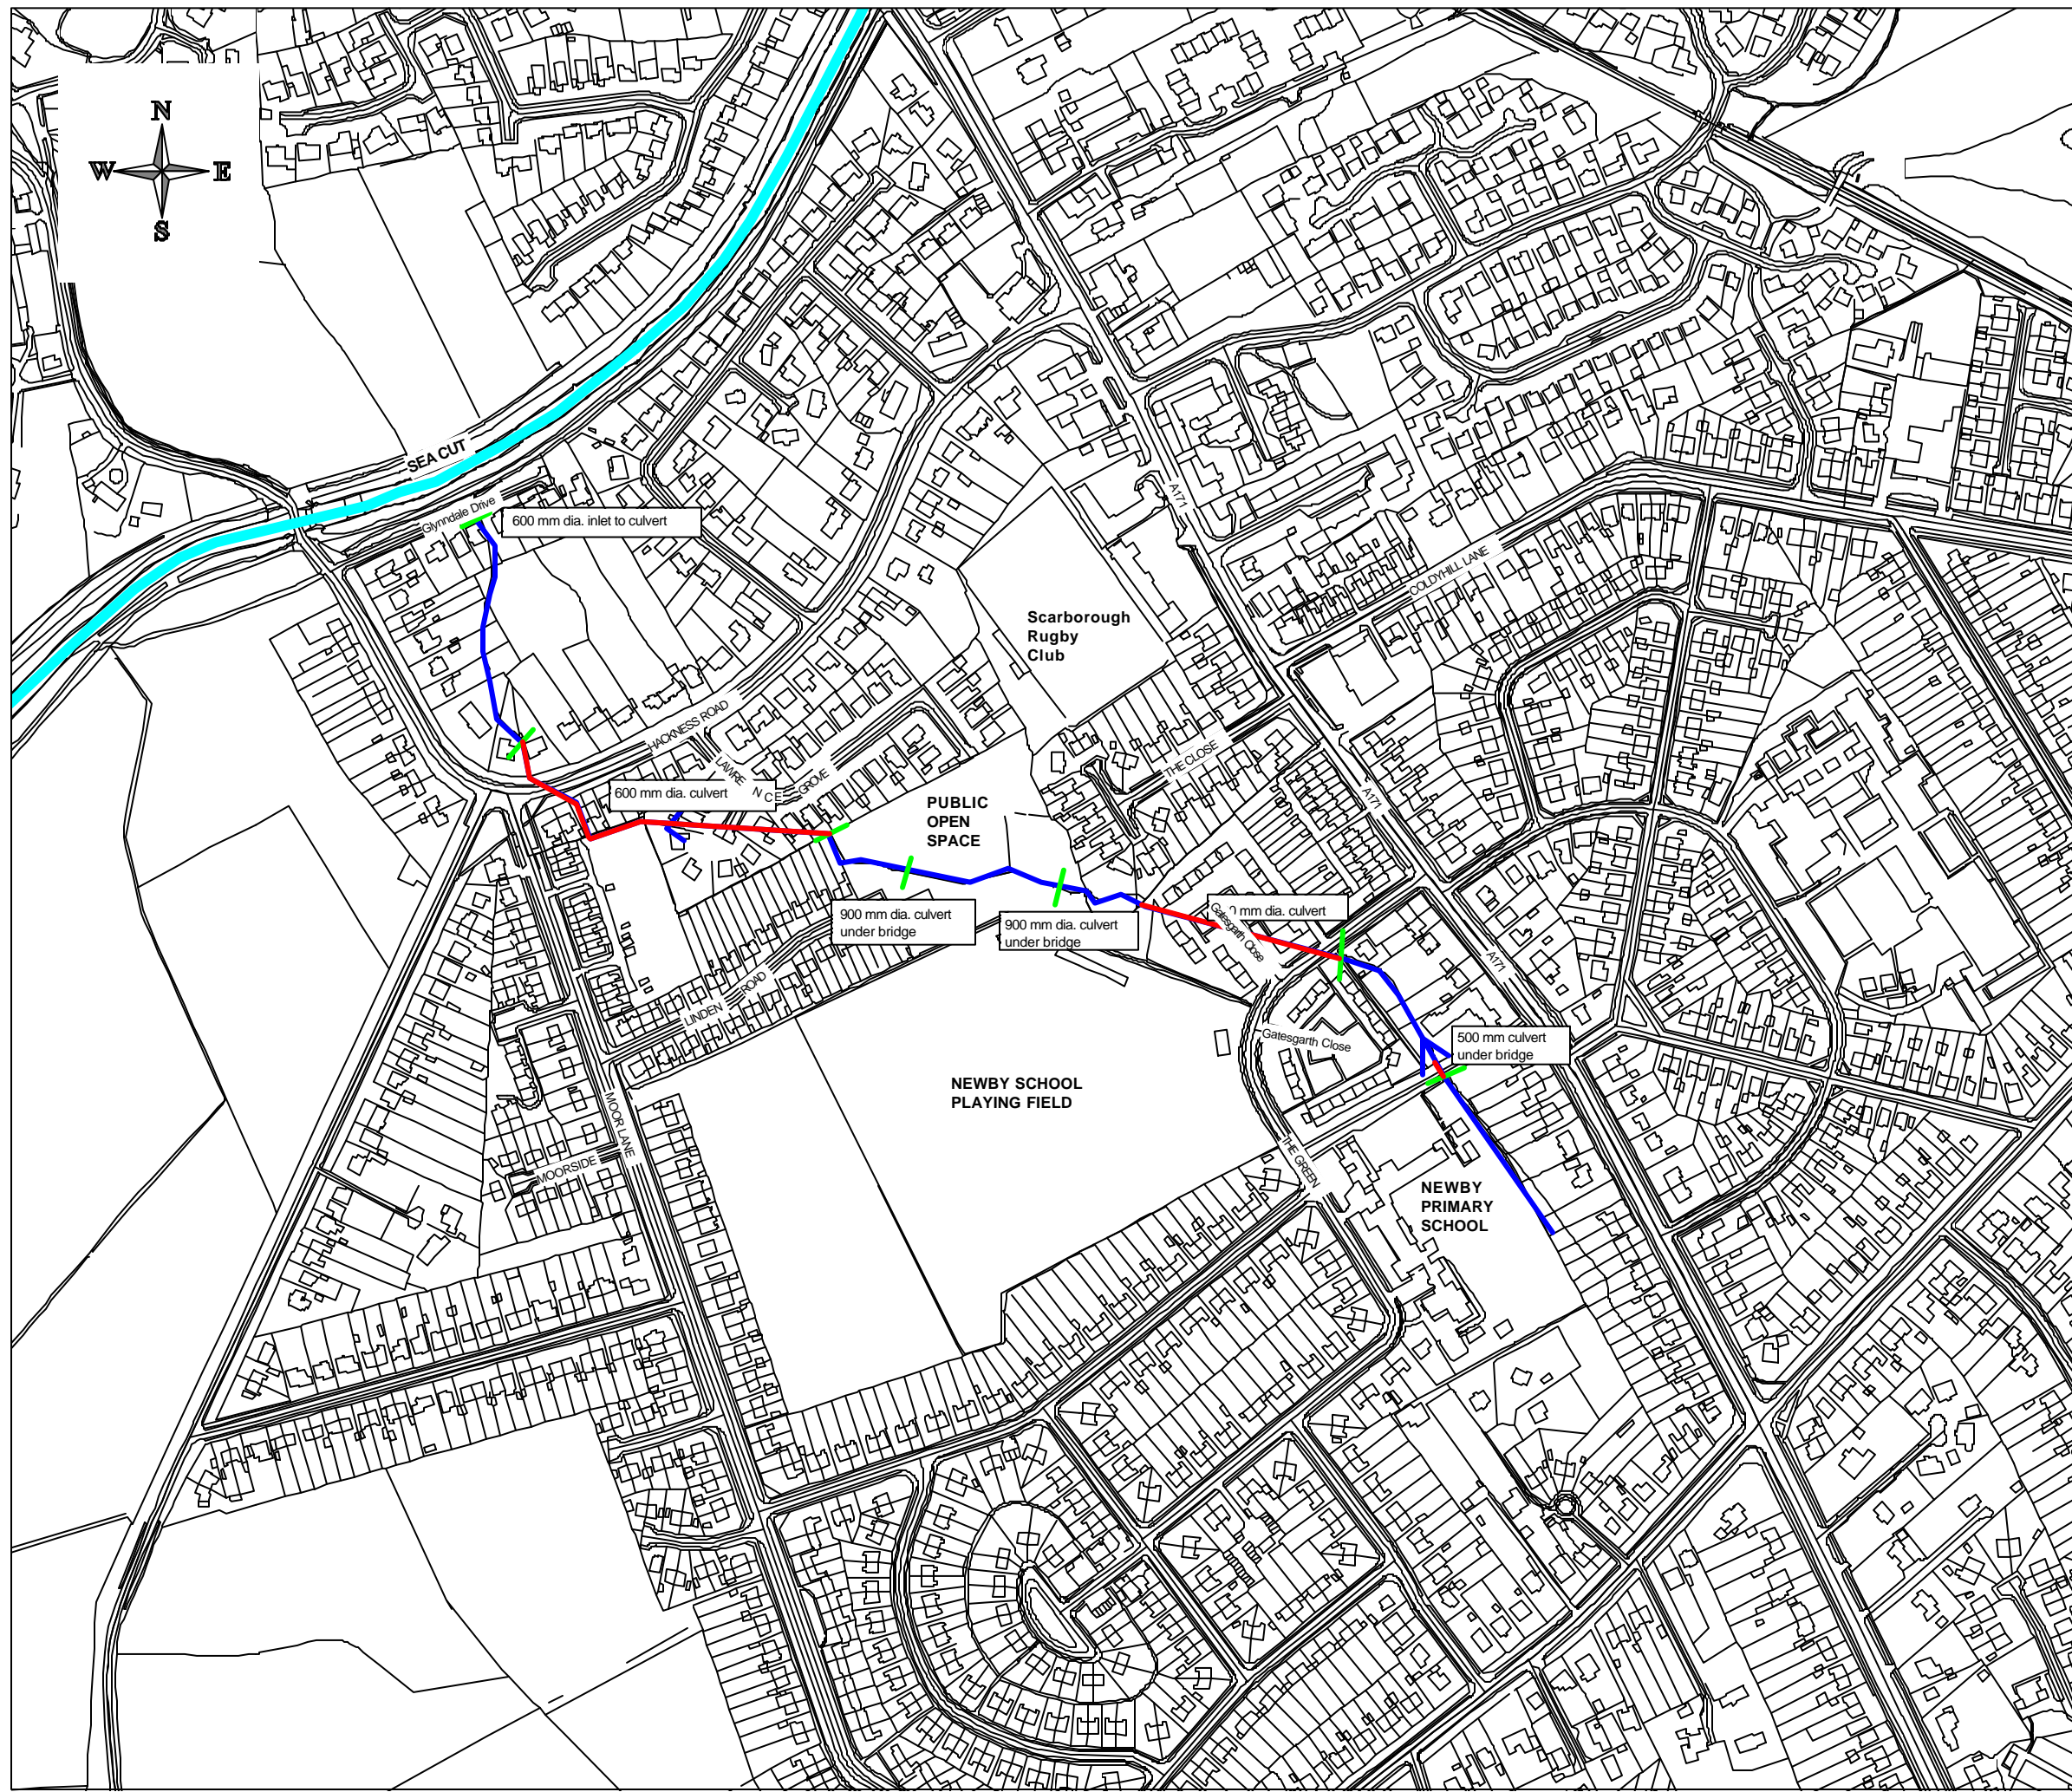 N
W E
S
SEA CUT
Glynndale Drive
600 mm dia. inlet to culvert
A171
COLDYHILL LANE
Scarborough
Rugby
Club
HACKNESS ROAD
THE CLOSE
LAWRE
N CE
GROVE
600 mm dia. culvert
A171
PUBLIC
OPEN
SPACE
900 mm dia. culvert
under bridge
900 mm dia. culvert
under bridge
mm dia. culvert
Gatesgarth Close
A171
LINDEN ROAD
Gatesgarth Close
500 mm culvert
under bridge
NEWBY SCHOOL
PLAYING FIELD
MOOR LANE
MOORSIDE
THE GREEN
NEWBY
PRIMARY
SCHOOL